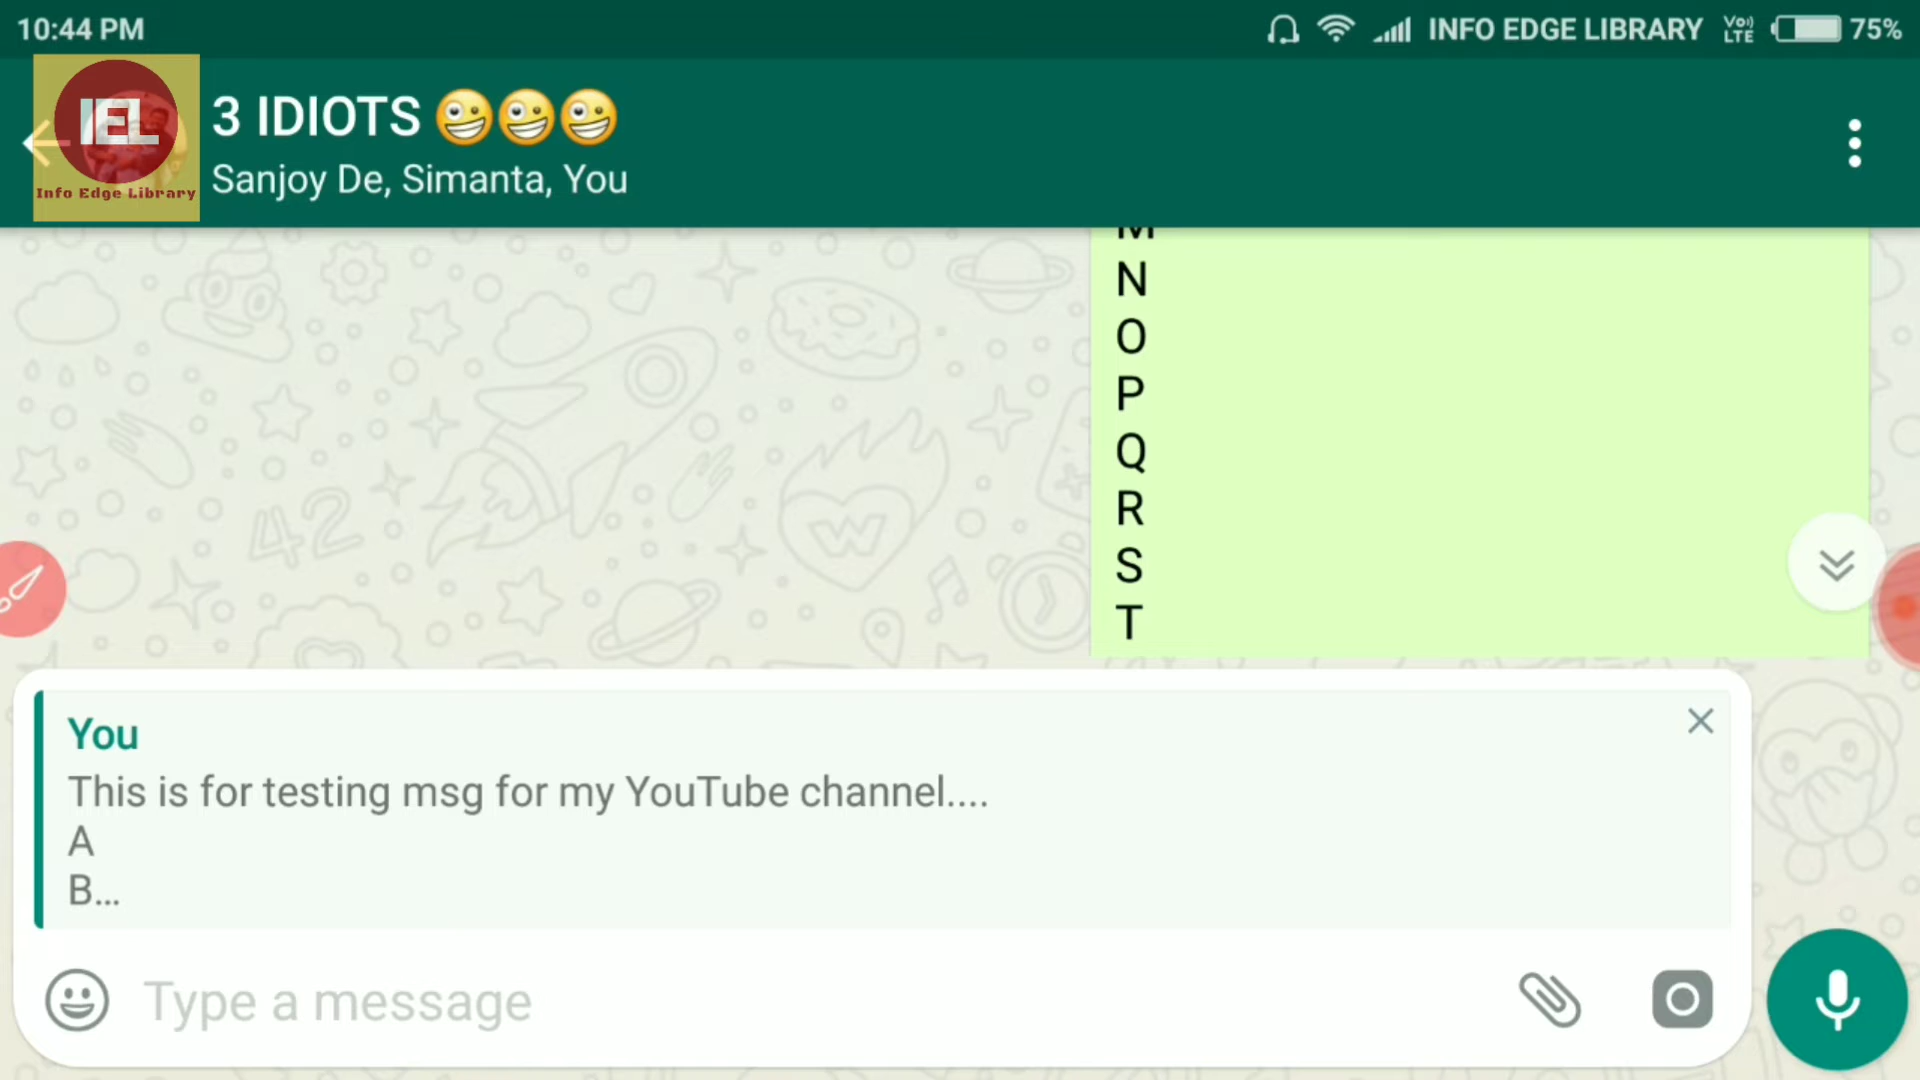 10:44 PM
INFO EDGE LIBRARY VoLTE 75%
IEL
Info Edge Library
3 IDIOTS 🤪🤪🤪
Sanjoy De, Simanta, You
M
N
O
P
Q
R
S
T
You
This is for testing msg for my YouTube channel....
A
B...
Type a message